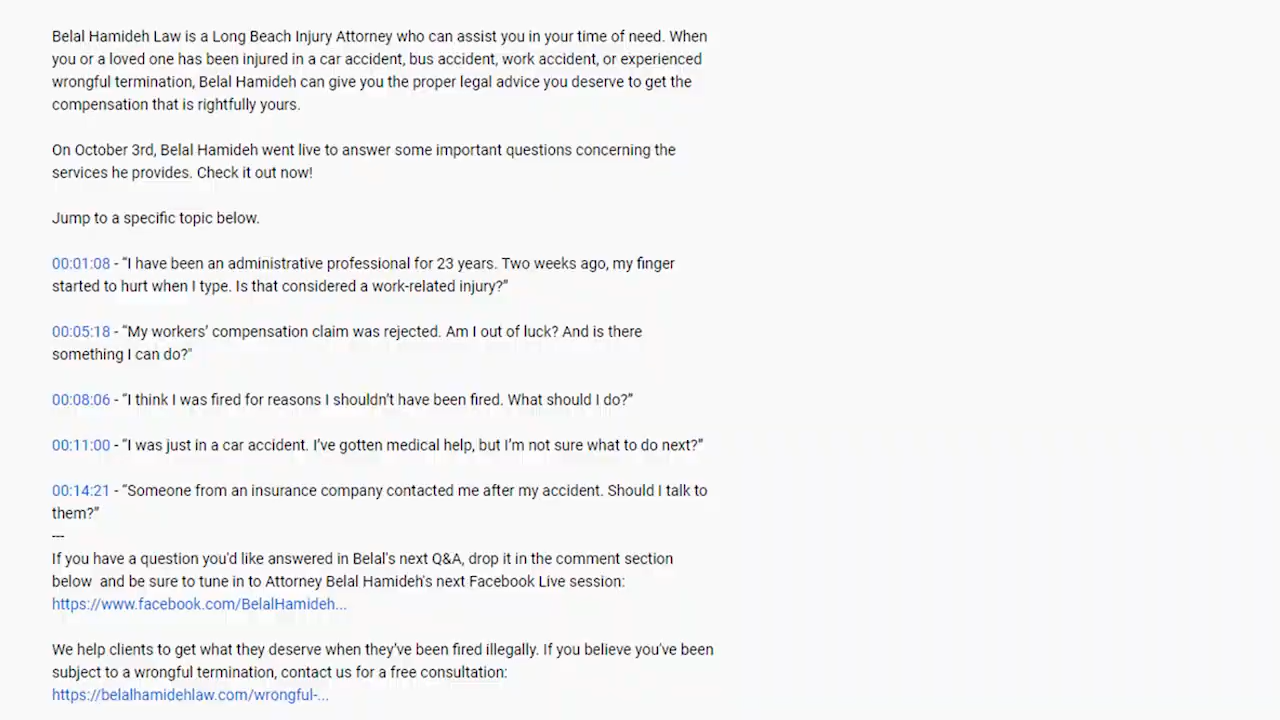 Belal Hamideh Law is a Long Beach Injury Attorney who can assist you in your time of need. When
you or a loved one has been injured in a car accident, bus accident, work accident, or experienced
wrongful termination, Belal Hamideh can give you the proper legal advice you deserve to get the
compensation that is rightfully yours.
On October 3rd, Belal Hamideh went live to answer some important questions concerning the
services he provides. Check it out now!
Jump to a specific topic below.
00:01:08 - “I have been an administrative professional for 23 years. Two weeks ago, my finger
started to hurt when I type. Is that considered a work-related injury?”
00:05:18 - “My workers’ compensation claim was rejected. Am I out of luck? And is there
something I can do?"
00:08:06 - “I think I was fired for reasons I shouldn’t have been fired. What should I do?”
00:11:00 - “I was just in a car accident. I’ve gotten medical help, but I’m not sure what to do next?”
00:14:21 - “Someone from an insurance company contacted me after my accident. Should I talk to
them?”
---
If you have a question you'd like answered in Belal's next Q&A, drop it in the comment section
below  and be sure to tune in to Attorney Belal Hamideh's next Facebook Live session:
https://www.facebook.com/BelalHamideh...
We help clients to get what they deserve when they’ve been fired illegally. If you believe you’ve been
subject to a wrongful termination, contact us for a free consultation:
https://belalhamidehlaw.com/wrongful-...